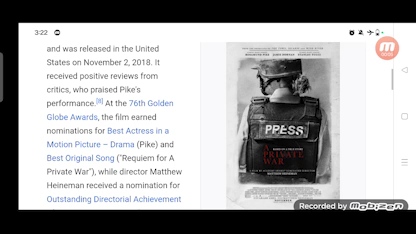 3:22
and was released in the United
States on November 2, 2018. It
received positive reviews from
critics, who praised Pike's
performance.[8] At the 76th Golden
Globe Awards, the film earned
nominations for Best Actress in a
Motion Picture – Drama (Pike) and
Best Original Song ("Requiem for A
Private War"), while director Matthew
Heineman received a nomination for
Outstanding Directorial Achievement
PRESS
A PRIVATE
WAR
Recorded by Mobizen